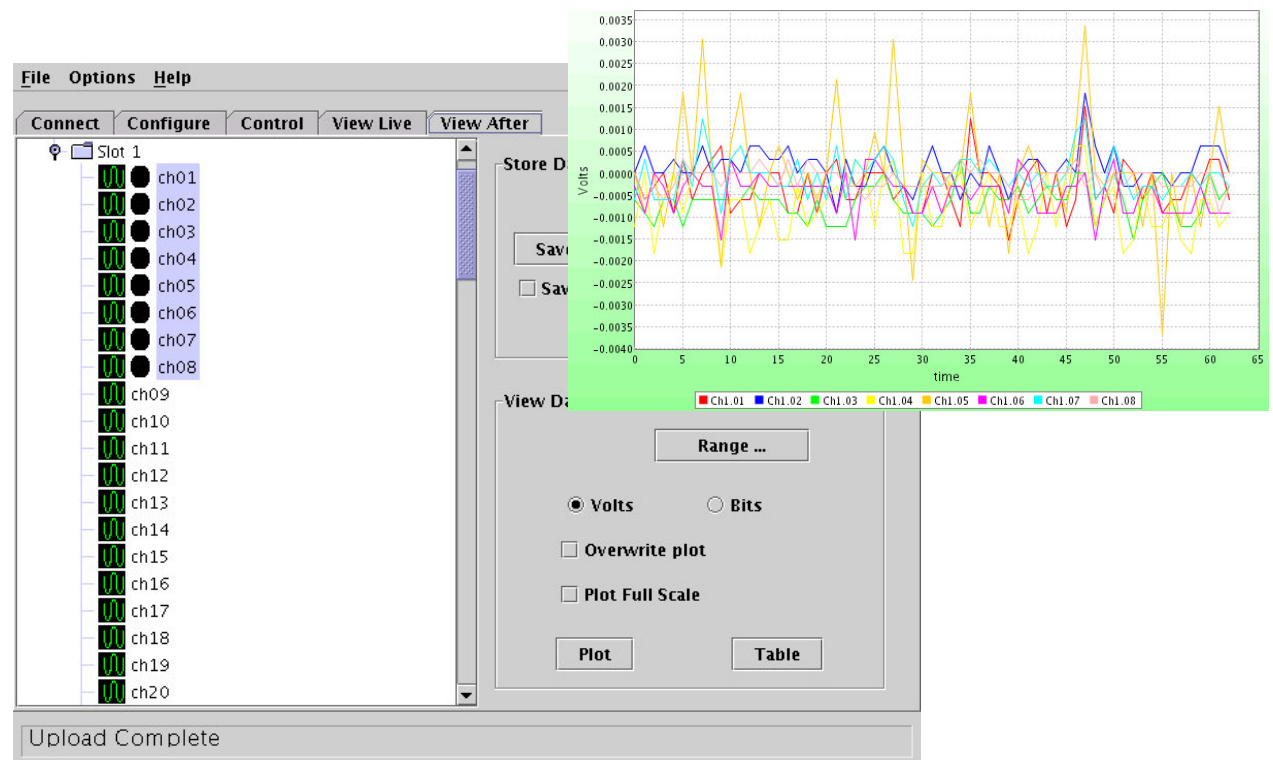 File Options Help
Connect Configure Control View Live View After
Slot 1
ch01
ch02
ch03
ch04
ch05
ch06
ch07
ch08
ch09
ch10
ch11
ch12
ch13
ch14
ch15
ch16
ch17
ch18
ch19
ch20
Store D
Sav
Sav
View Da
Range ...
Volts Bits
Overwrite plot
Plot Full Scale
Plot Table
Upload Complete
0.0035
0.0030
0.0025
0.0020
0.0015
0.0010
0.0005
0.0000
-0.0005
-0.0010
-0.0015
-0.0020
-0.0025
-0.0030
-0.0035
-0.0040
Volts
0 5 10 15 20 25 30 35 40 45 50 55 60 65
time
Ch1.01 Ch1.02 Ch1.03 Ch1.04 Ch1.05 Ch1.06 Ch1.07 Ch1.08